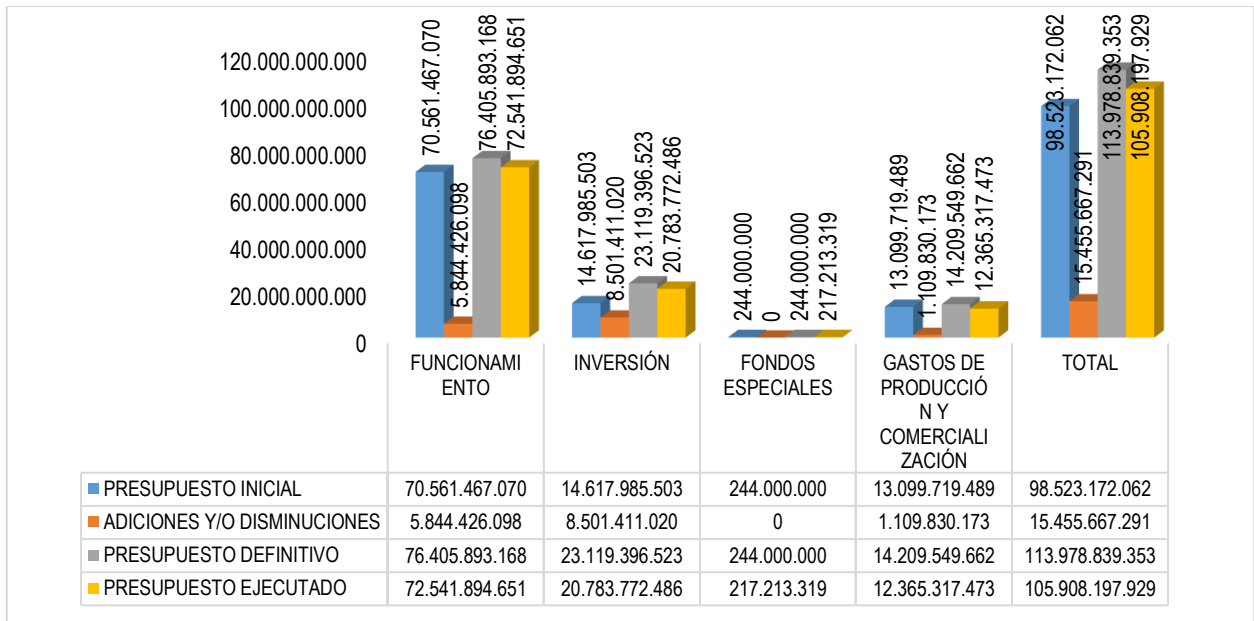 120.000.000.000
100.000.000.000
80.000.000.000
60.000.000.000
40.000.000.000
20.000.000.000
0
70.561.467.070
5.844.426.098
76.405.893.168
72.541.894.651
14.617.985.503
8.501.411.020
23.119.396.523
20.783.772.486
244.000.000
0
244.000.000
217.213.319
13.099.719.489
1.109.830.173
14.209.549.662
12.365.317.473
98.523.172.062
15.455.667.291
113.978.839.353
105.908.197.929
FUNCIONAMI
ENTO
INVERSIÓN
FONDOS
ESPECIALES
GASTOS DE
PRODUCCIÓ
N Y
COMERCIALI
ZACIÓN
TOTAL
PRESUPUESTO INICIAL 70.561.467.070 14.617.985.503 244.000.000 13.099.719.489 98.523.172.062
ADICIONES Y/O DISMINUCIONES 5.844.426.098 8.501.411.020 0 1.109.830.173 15.455.667.291
PRESUPUESTO DEFINITIVO 76.405.893.168 23.119.396.523 244.000.000 14.209.549.662 113.978.839.353
PRESUPUESTO EJECUTADO 72.541.894.651 20.783.772.486 217.213.319 12.365.317.473 105.908.197.929